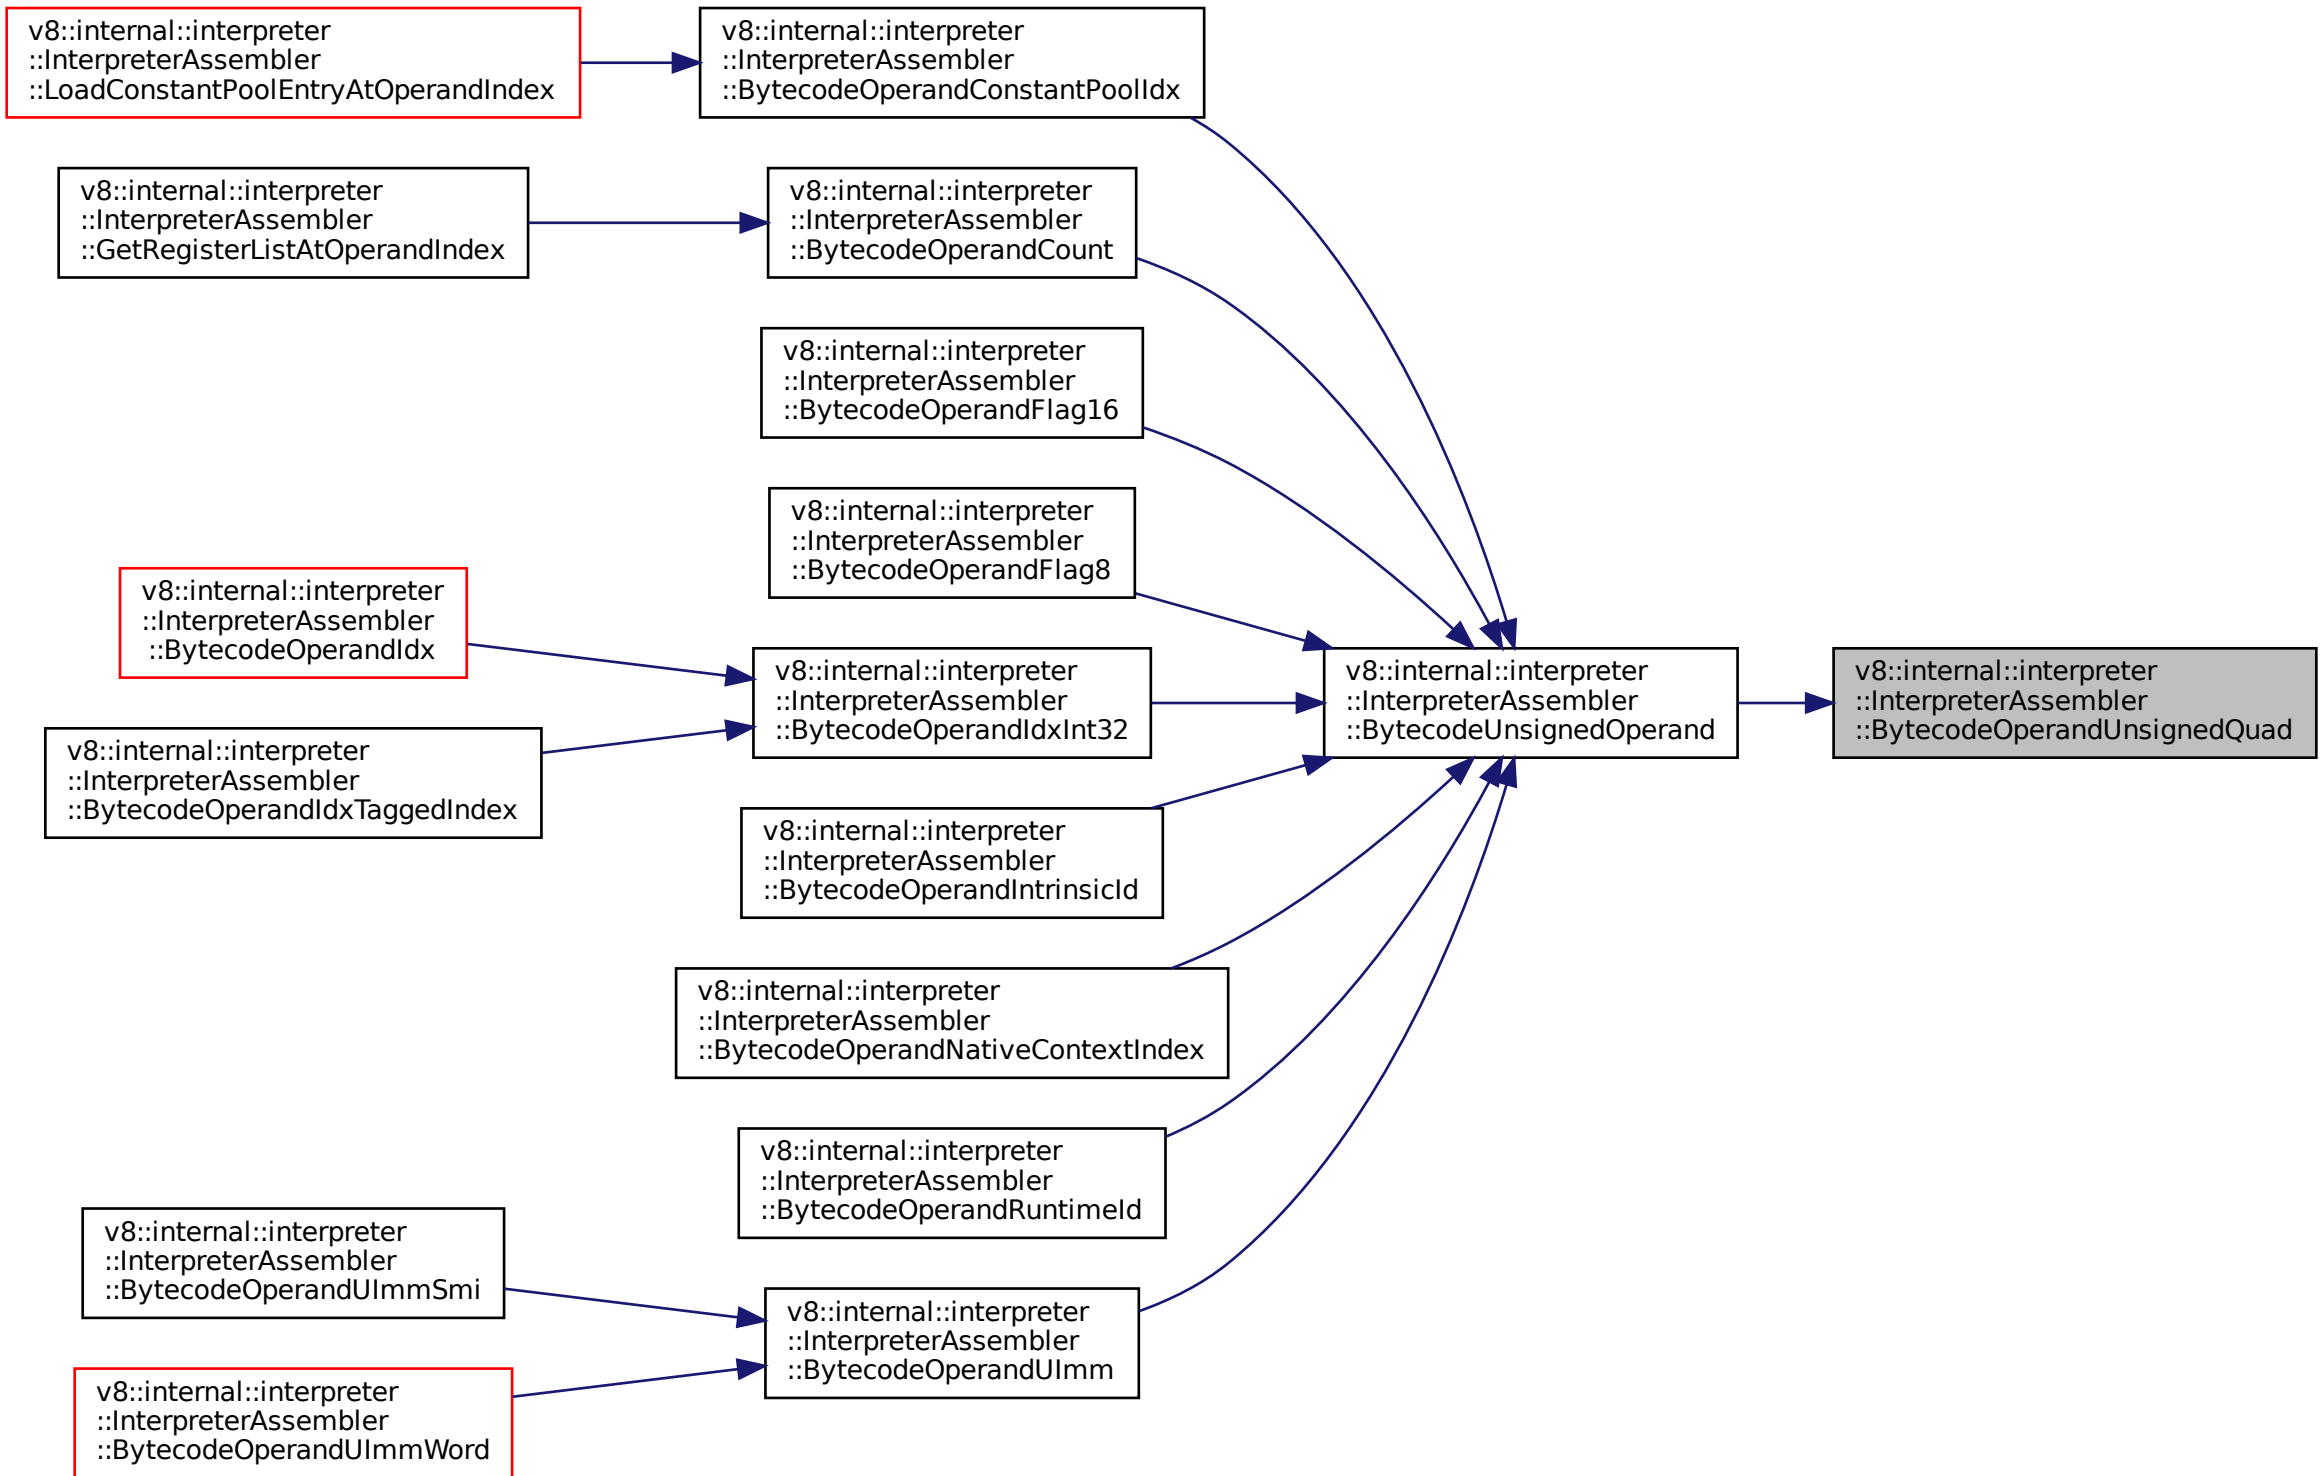 v8::internal::interpreter
::InterpreterAssembler
::LoadConstantPoolEntryAtOperandIndex
v8::internal::interpreter
::InterpreterAssembler
::BytecodeOperandConstantPoolIdx
v8::internal::interpreter
::InterpreterAssembler
::GetRegisterListAtOperandIndex
v8::internal::interpreter
::InterpreterAssembler
::BytecodeOperandCount
v8::internal::interpreter
::InterpreterAssembler
::BytecodeOperandFlag16
v8::internal::interpreter
::InterpreterAssembler
::BytecodeOperandFlag8
v8::internal::interpreter
::InterpreterAssembler
::BytecodeOperandIdx
v8::internal::interpreter
::InterpreterAssembler
::BytecodeOperandIdxInt32
v8::internal::interpreter
::InterpreterAssembler
::BytecodeUnsignedOperand
v8::internal::interpreter
::InterpreterAssembler
::BytecodeOperandUnsignedQuad
v8::internal::interpreter
::InterpreterAssembler
::BytecodeOperandIdxTaggedIndex
v8::internal::interpreter
::InterpreterAssembler
::BytecodeOperandIntrinsicId
v8::internal::interpreter
::InterpreterAssembler
::BytecodeOperandNativeContextIndex
v8::internal::interpreter
::InterpreterAssembler
::BytecodeOperandRuntimeId
v8::internal::interpreter
::InterpreterAssembler
::BytecodeOperandUImmSmi
v8::internal::interpreter
::InterpreterAssembler
::BytecodeOperandUImm
v8::internal::interpreter
::InterpreterAssembler
::BytecodeOperandUImmWord